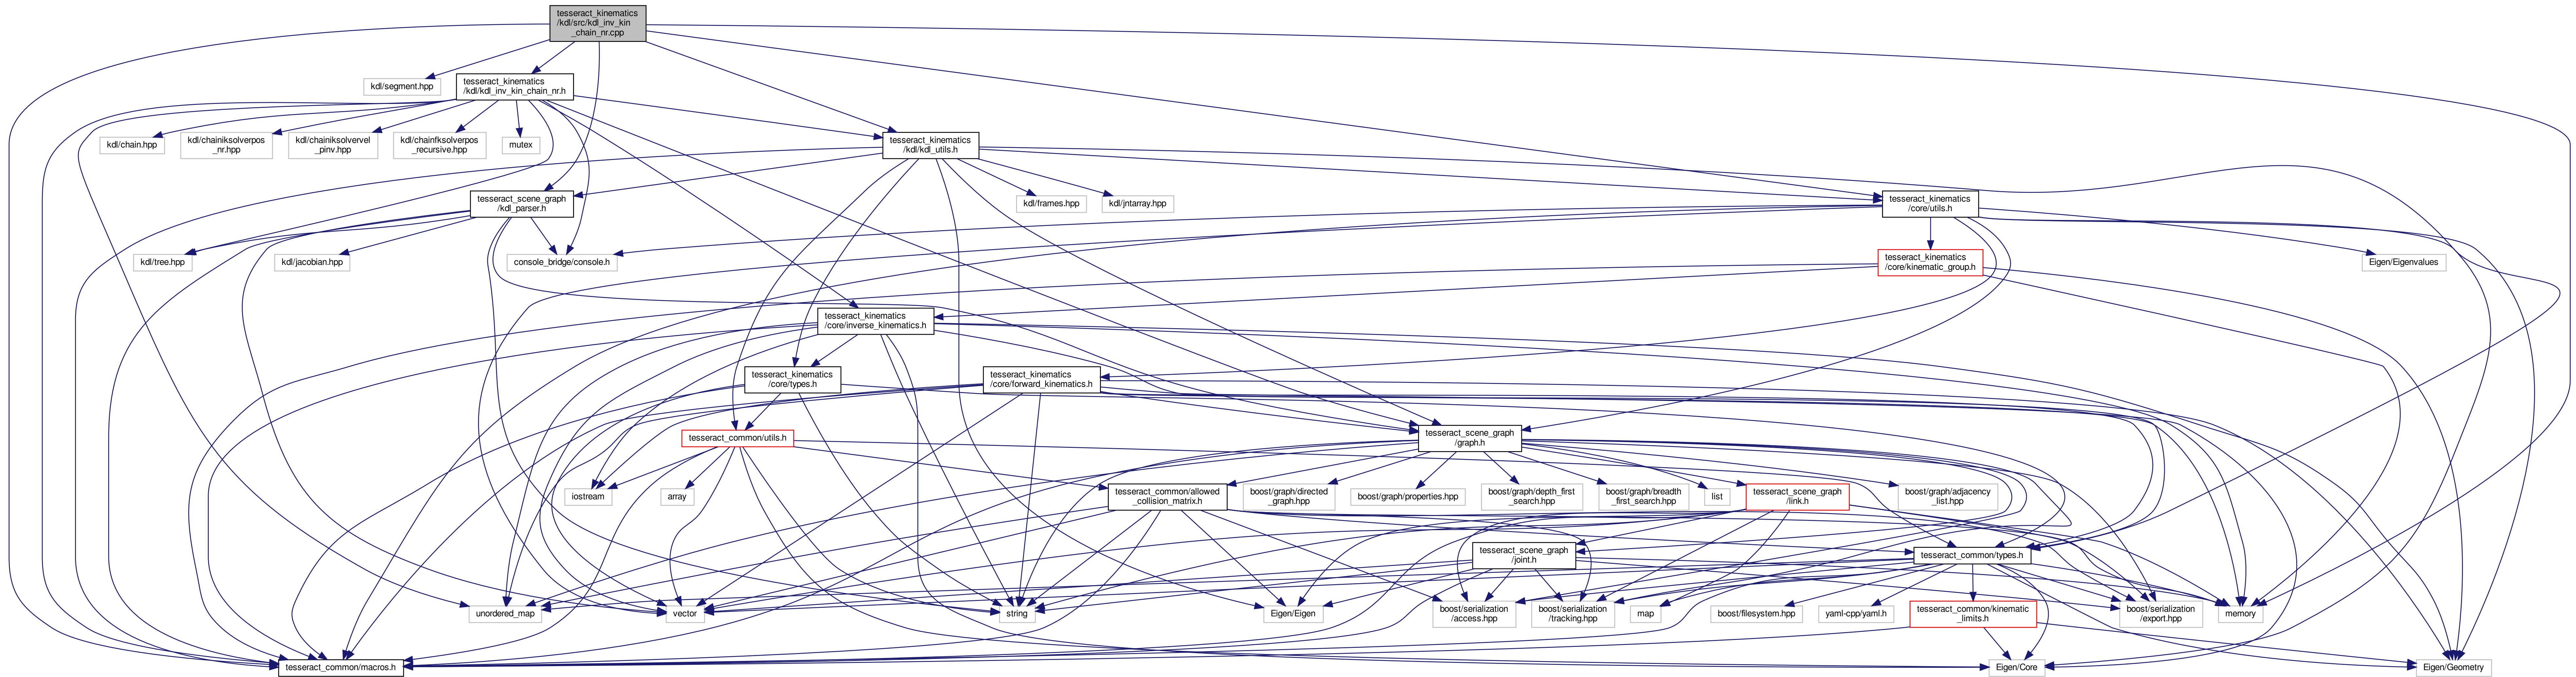 tesseract_kinematics
/kdl/src/kdl_inv_kin
_chain_nr.cpp
kdl/segment.hpp
tesseract_kinematics
/kdl/kdl_inv_kin_chain_nr.h
kdl/chain.hpp
kdl/chainiksolverpos
_nr.hpp
kdl/chainiksolvervel
_pinv.hpp
kdl/chainfksolverpos
_recursive.hpp
mutex
tesseract_kinematics
/kdl/kdl_utils.h
tesseract_scene_graph
/kdl_parser.h
kdl/frames.hpp
kdl/jntarray.hpp
tesseract_kinematics
/core/utils.h
kdl/tree.hpp
kdl/jacobian.hpp
console_bridge/console.h
tesseract_kinematics
/core/kinematic_group.h
Eigen/Eigenvalues
tesseract_kinematics
/core/inverse_kinematics.h
tesseract_kinematics
/core/types.h
tesseract_kinematics
/core/forward_kinematics.h
tesseract_common/utils.h
tesseract_scene_graph
/graph.h
iostream
array
tesseract_common/allowed
_collision_matrix.h
boost/graph/directed
_graph.hpp
boost/graph/properties.hpp
boost/graph/depth_first
_search.hpp
boost/graph/breadth
_first_search.hpp
list
tesseract_scene_graph
/link.h
boost/graph/adjacency
_list.hpp
tesseract_scene_graph
/joint.h
tesseract_common/types.h
unordered_map
vector
string
Eigen/Eigen
boost/serialization
/access.hpp
boost/serialization
/tracking.hpp
map
boost/filesystem.hpp
yaml-cpp/yaml.h
tesseract_common/kinematic
_limits.h
boost/serialization
/export.hpp
memory
tesseract_common/macros.h
Eigen/Core
Eigen/Geometry